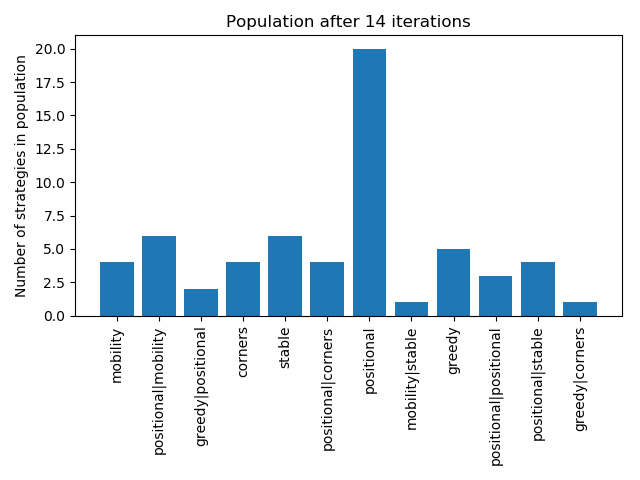 Population after 14 iterations
Number of strategies in population
20.0
17.5
15.0
12.5
10.0
7.5
5.0
2.5
0.0
mobility
positional|mobility
greedy|positional
corners
stable
positional|corners
positional
mobility|stable
greedy
positional|positional
positional|stable
greedy|corners